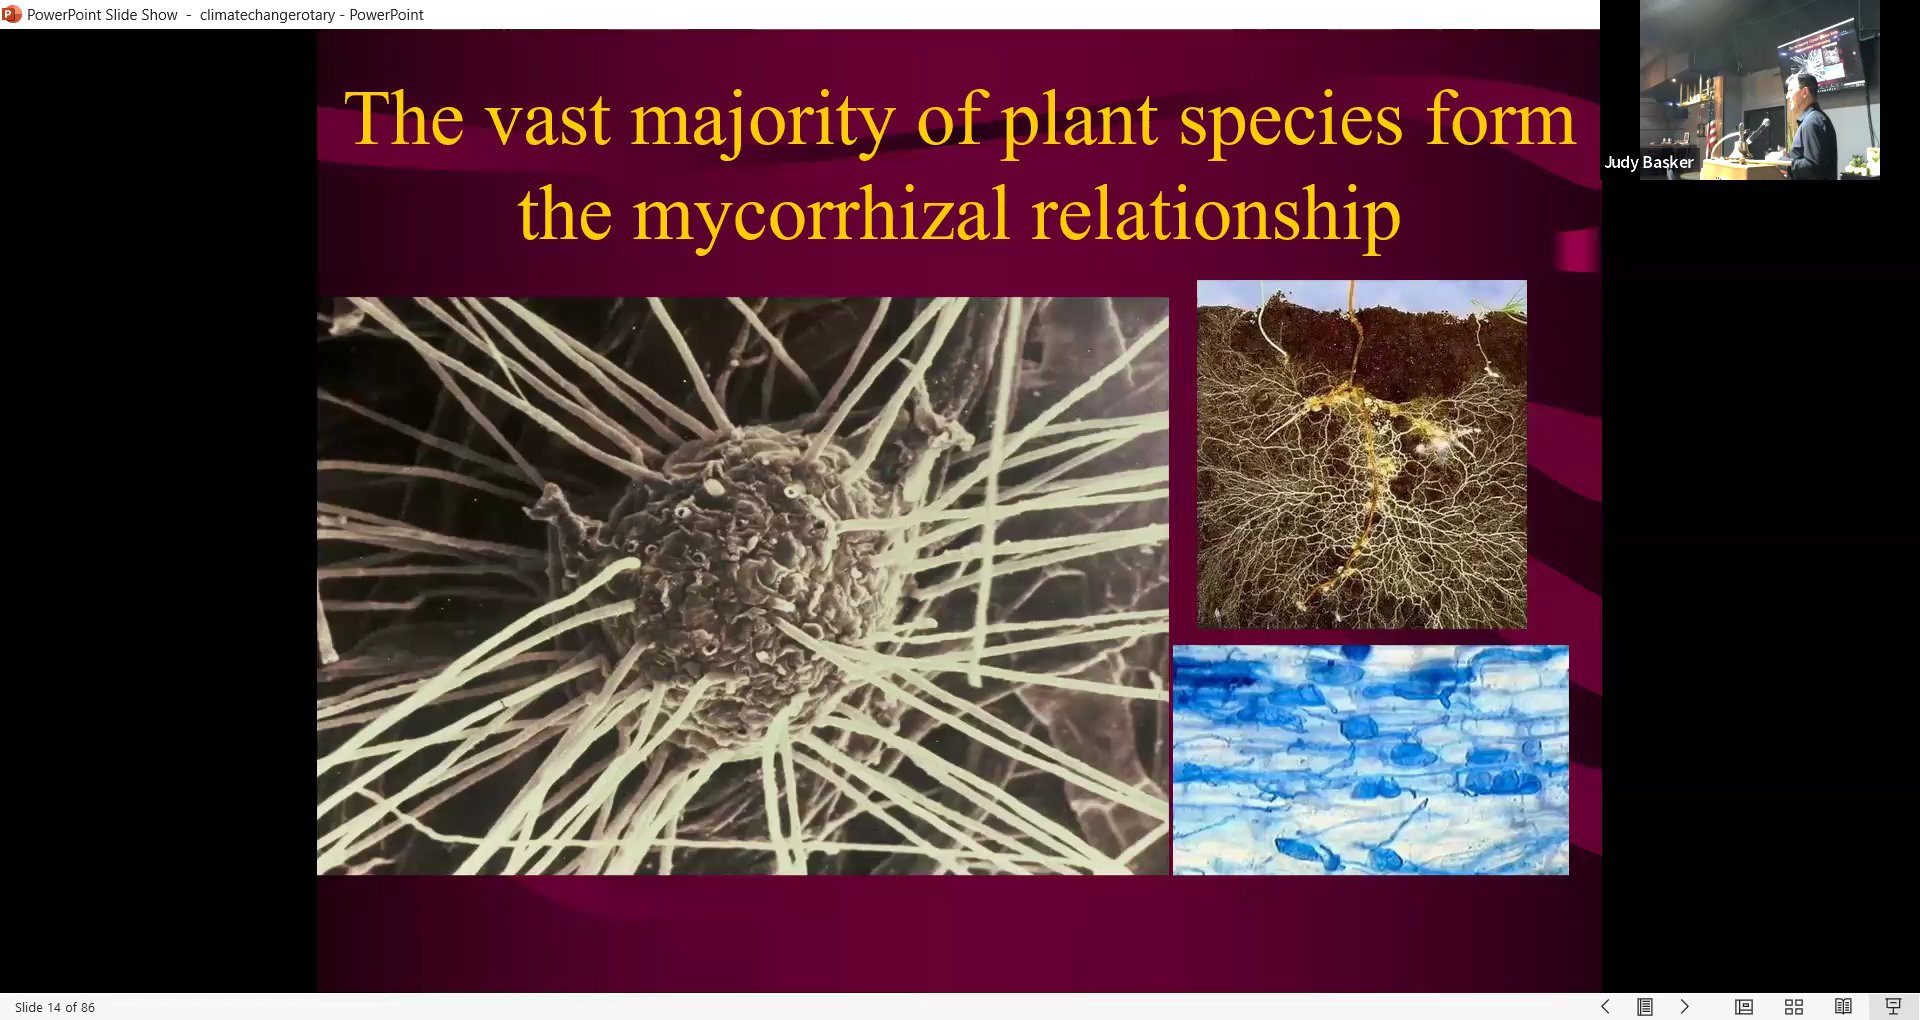 PowerPoint Slide Show - climatechangerotary - PowerPoint
The vast majority of plant species form
the mycorrhizal relationship
Judy Basker
Slide 14 of 86